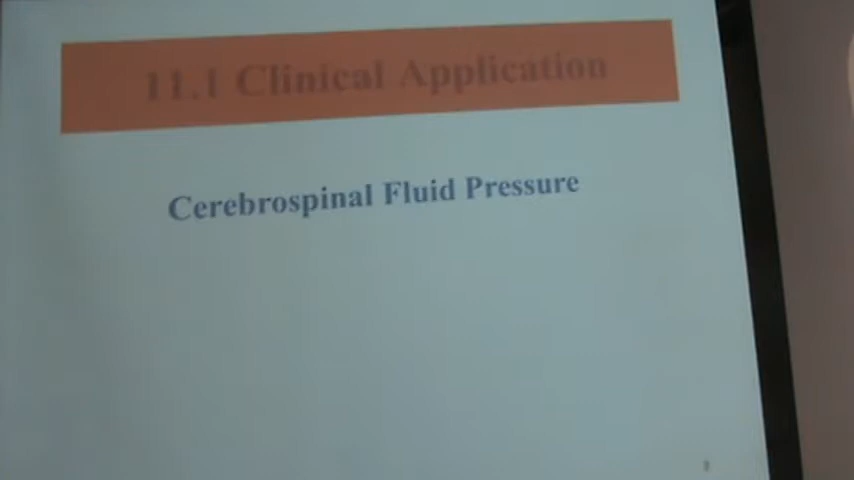 11.1 Clinical Application
Cerebrospinal Fluid Pressure